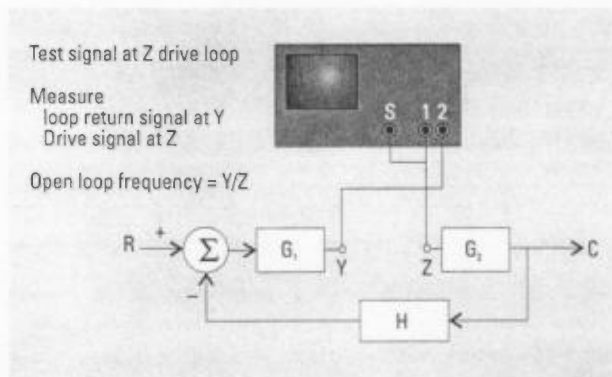 Test signal at Z drive loop
Measure
loop return signal at Y
Drive signal at Z
Open loop frequency = Y/Z
S 1 2
R + Σ G₁ Y Z G₂ C
−
H